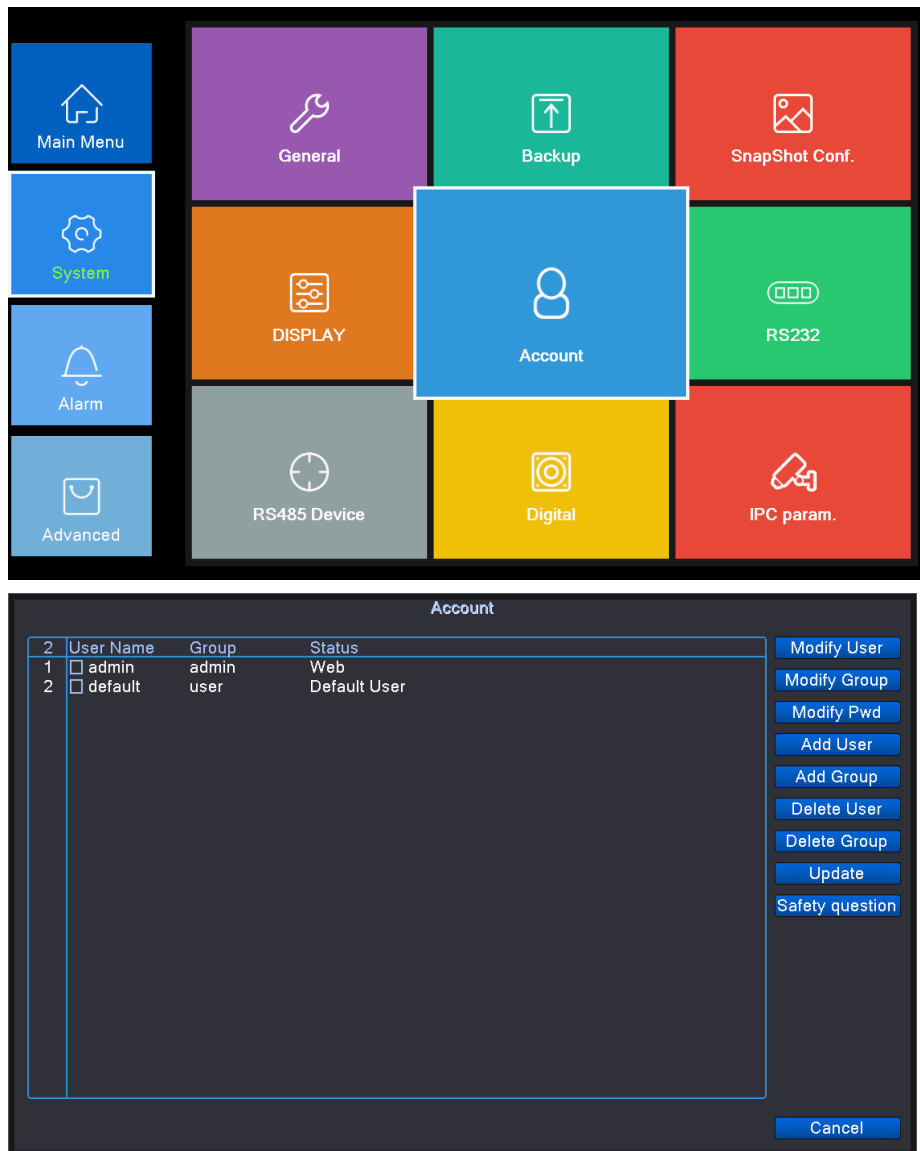 Main Menu
System
Alarm
Advanced
General
Backup
SnapShot Conf.
DISPLAY
Account
RS232
RS485 Device
Digital
IPC param.
Account
2 User Name Group Status
1 admin admin Web
2 default user Default User
Modify User
Modify Group
Modify Pwd
Add User
Add Group
Delete User
Delete Group
Update
Safety question
Cancel